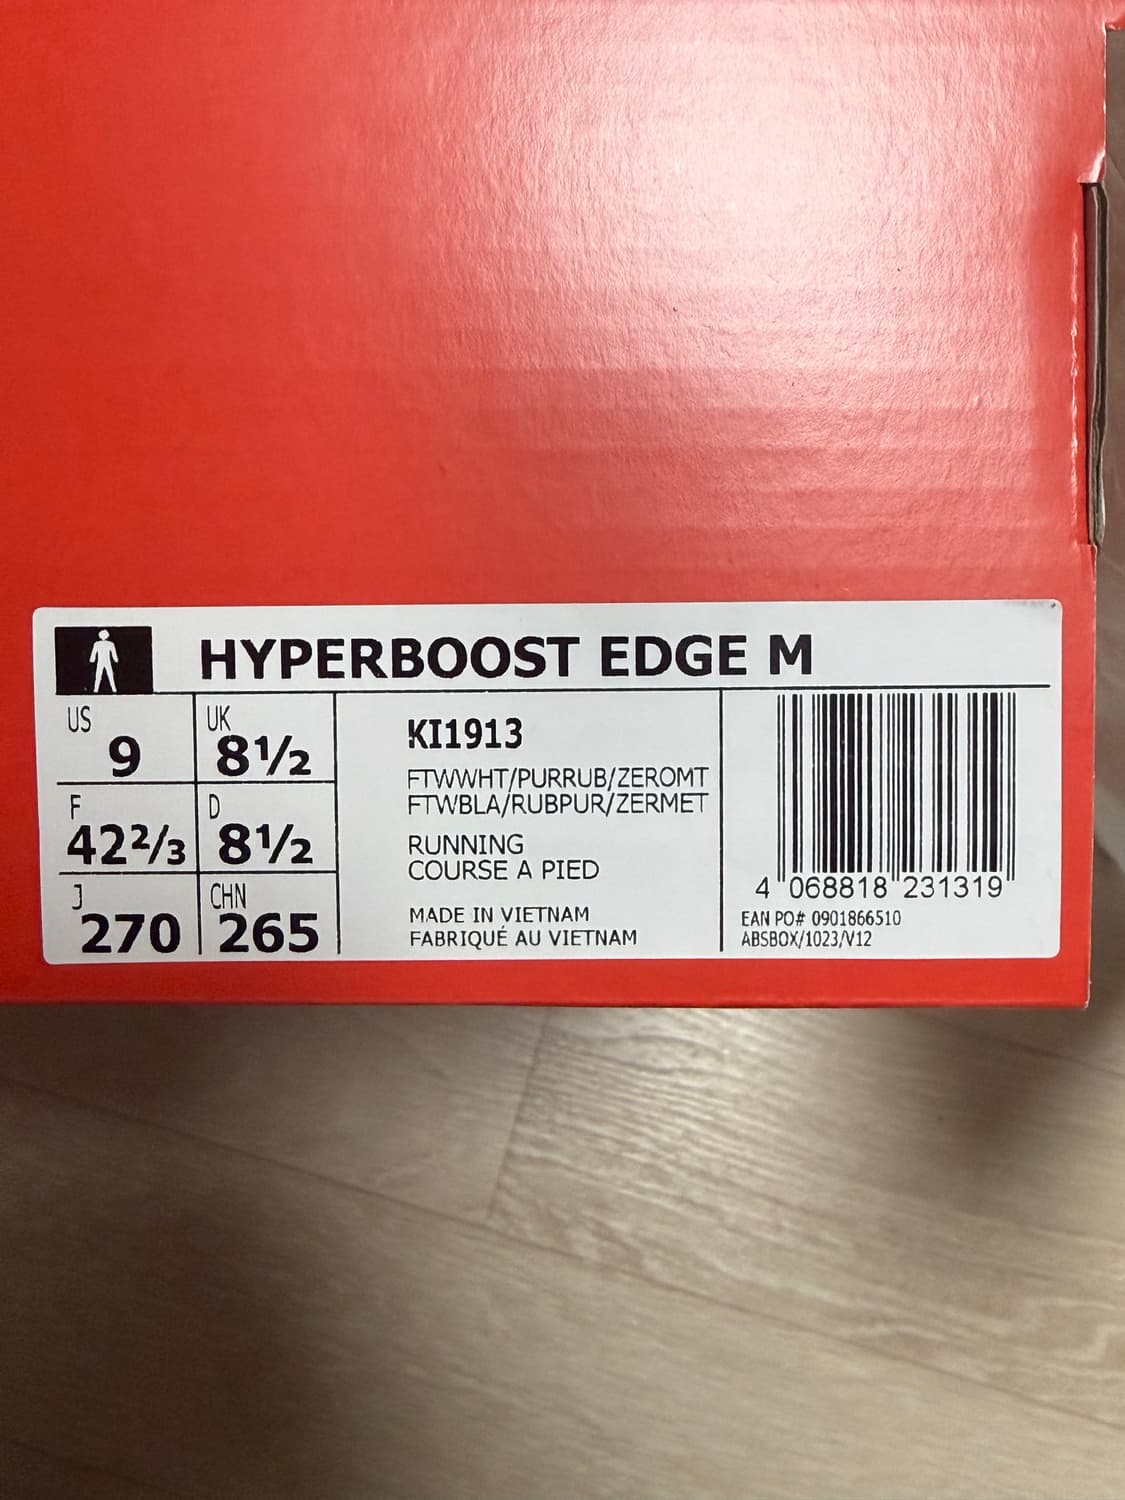 HYPERBOOST EDGE M
US 9
UK 8½
F 42⅔
D 8½
J 270
CHN 265
KI1913
FTWWHT/PURRUB/ZEROMT
FTWBLA/RUBPUR/ZERMET
RUNNING
COURSE A PIED
MADE IN VIETNAM
FABRIQUÉ AU VIETNAM
4 068818 231319
EAN PO# 0901866510
ABSBOX/1023/V12